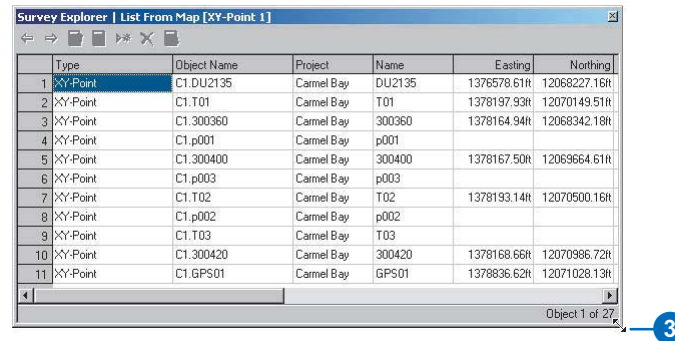 Survey Explorer | List From Map [XY-Point 1]
Type Object Name Project Name Easting Northing
1 XY-Point C1.DU2135 Carmel Bay DU2135 1376578.61ft 12068227.16ft
2 XY-Point C1.T01 Carmel Bay T01 1378197.93ft 12070149.51ft
3 XY-Point C1.300360 Carmel Bay 300360 1378164.94ft 12068342.18ft
4 XY-Point C1.p001 Carmel Bay p001
5 XY-Point C1.300400 Carmel Bay 300400 1378167.50ft 12069664.61ft
6 XY-Point C1.p003 Carmel Bay p003
7 XY-Point C1.T02 Carmel Bay T02 1378193.14ft 12070500.16ft
8 XY-Point C1.p002 Carmel Bay p002
9 XY-Point C1.T03 Carmel Bay T03
10 XY-Point C1.300420 Carmel Bay 300420 1378168.66ft 12070986.72ft
11 XY-Point C1.GPS01 Carmel Bay GPS01 1378836.62ft 12071028.13ft
Object 1 of 27
3